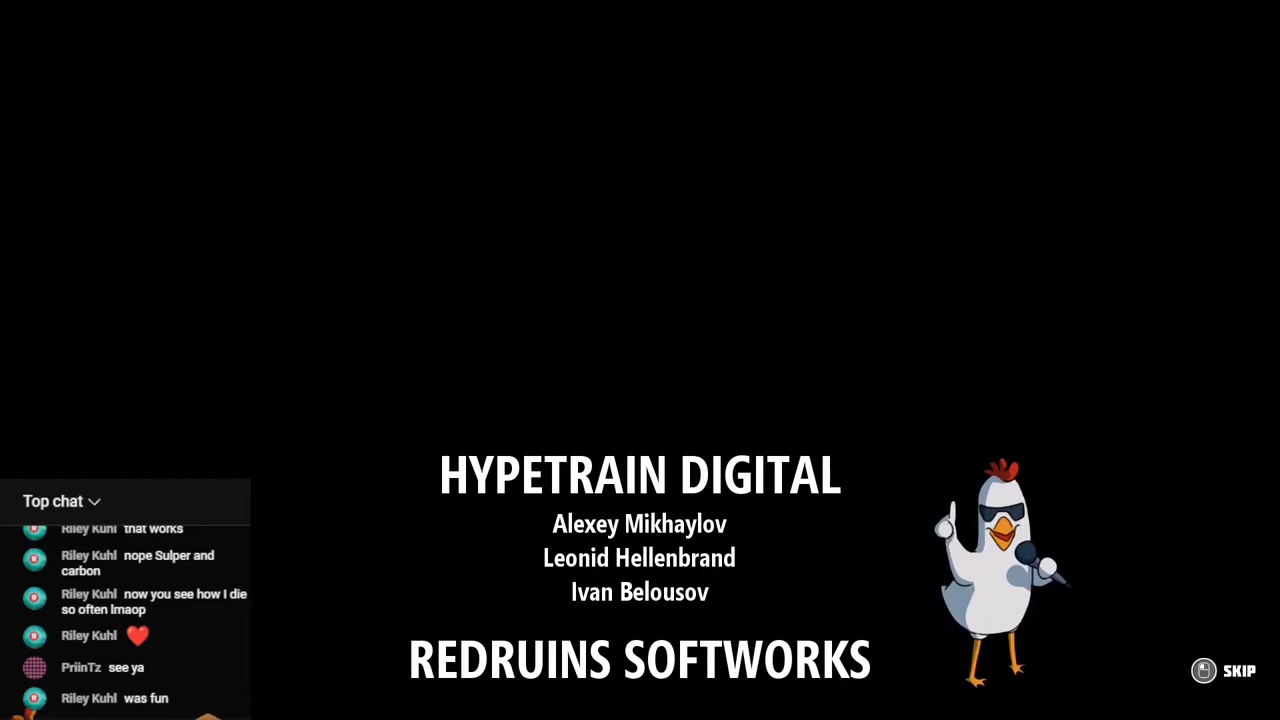 HYPETRAIN DIGITAL
Alexey Mikhaylov
Leonid Hellenbrand
Ivan Belousov
REDRUINS SOFTWORKS
SKIP
Top chat
Riley Kuhl that works
Riley Kuhl nope Sulper and
carbon
Riley Kuhl now you see how I die
so often lmaop
Riley Kuhl ❤️
PriinTz see ya
Riley Kuhl was fun